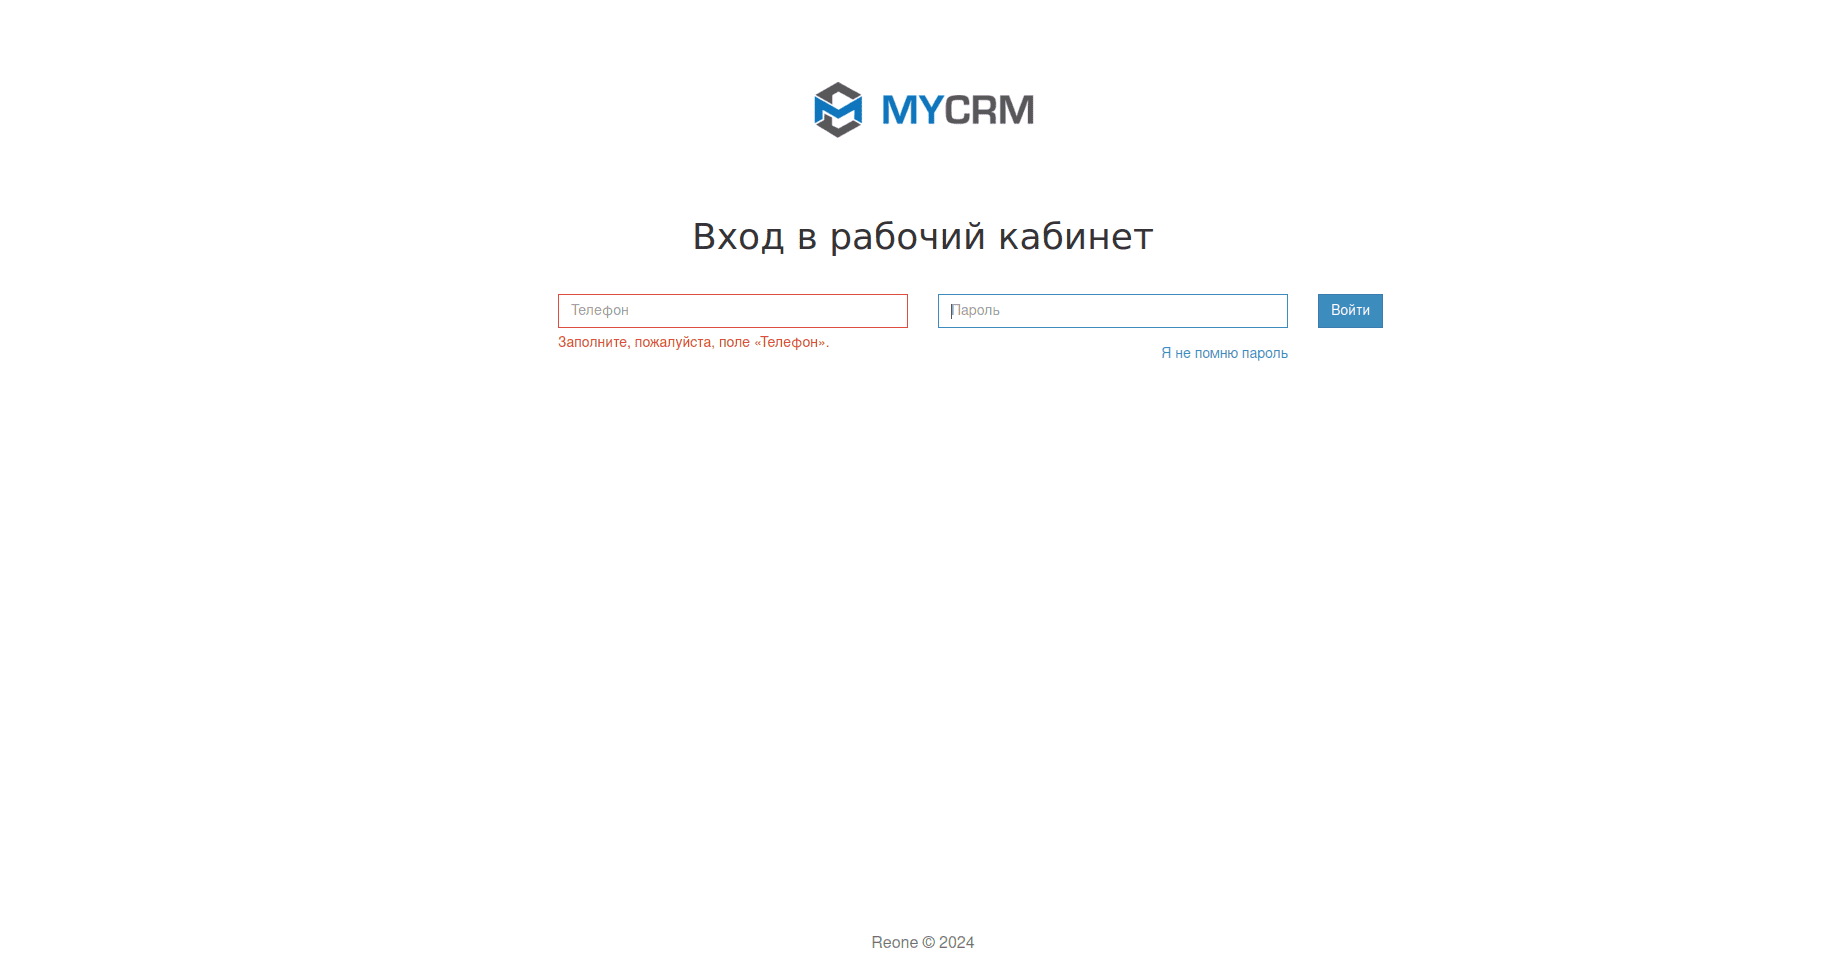 MYCRM
Вход в рабочий кабинет
Телефон
Пароль
Войти
Заполните, пожалуйста, поле «Телефон».
Я не помню пароль
Reone © 2024